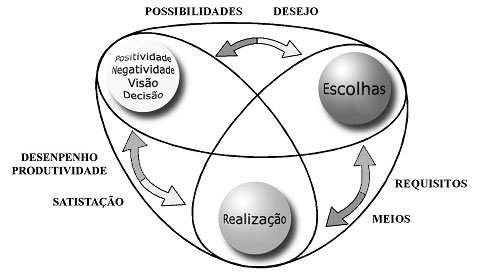 POSSIBILIDADES DESEJO
Positividade
Negatividade
Visão
Decisão
Escolhas
DESENPENHO
PRODUTIVIDADE
SATISTAÇÃO
REQUISITOS
MEIOS
Realização